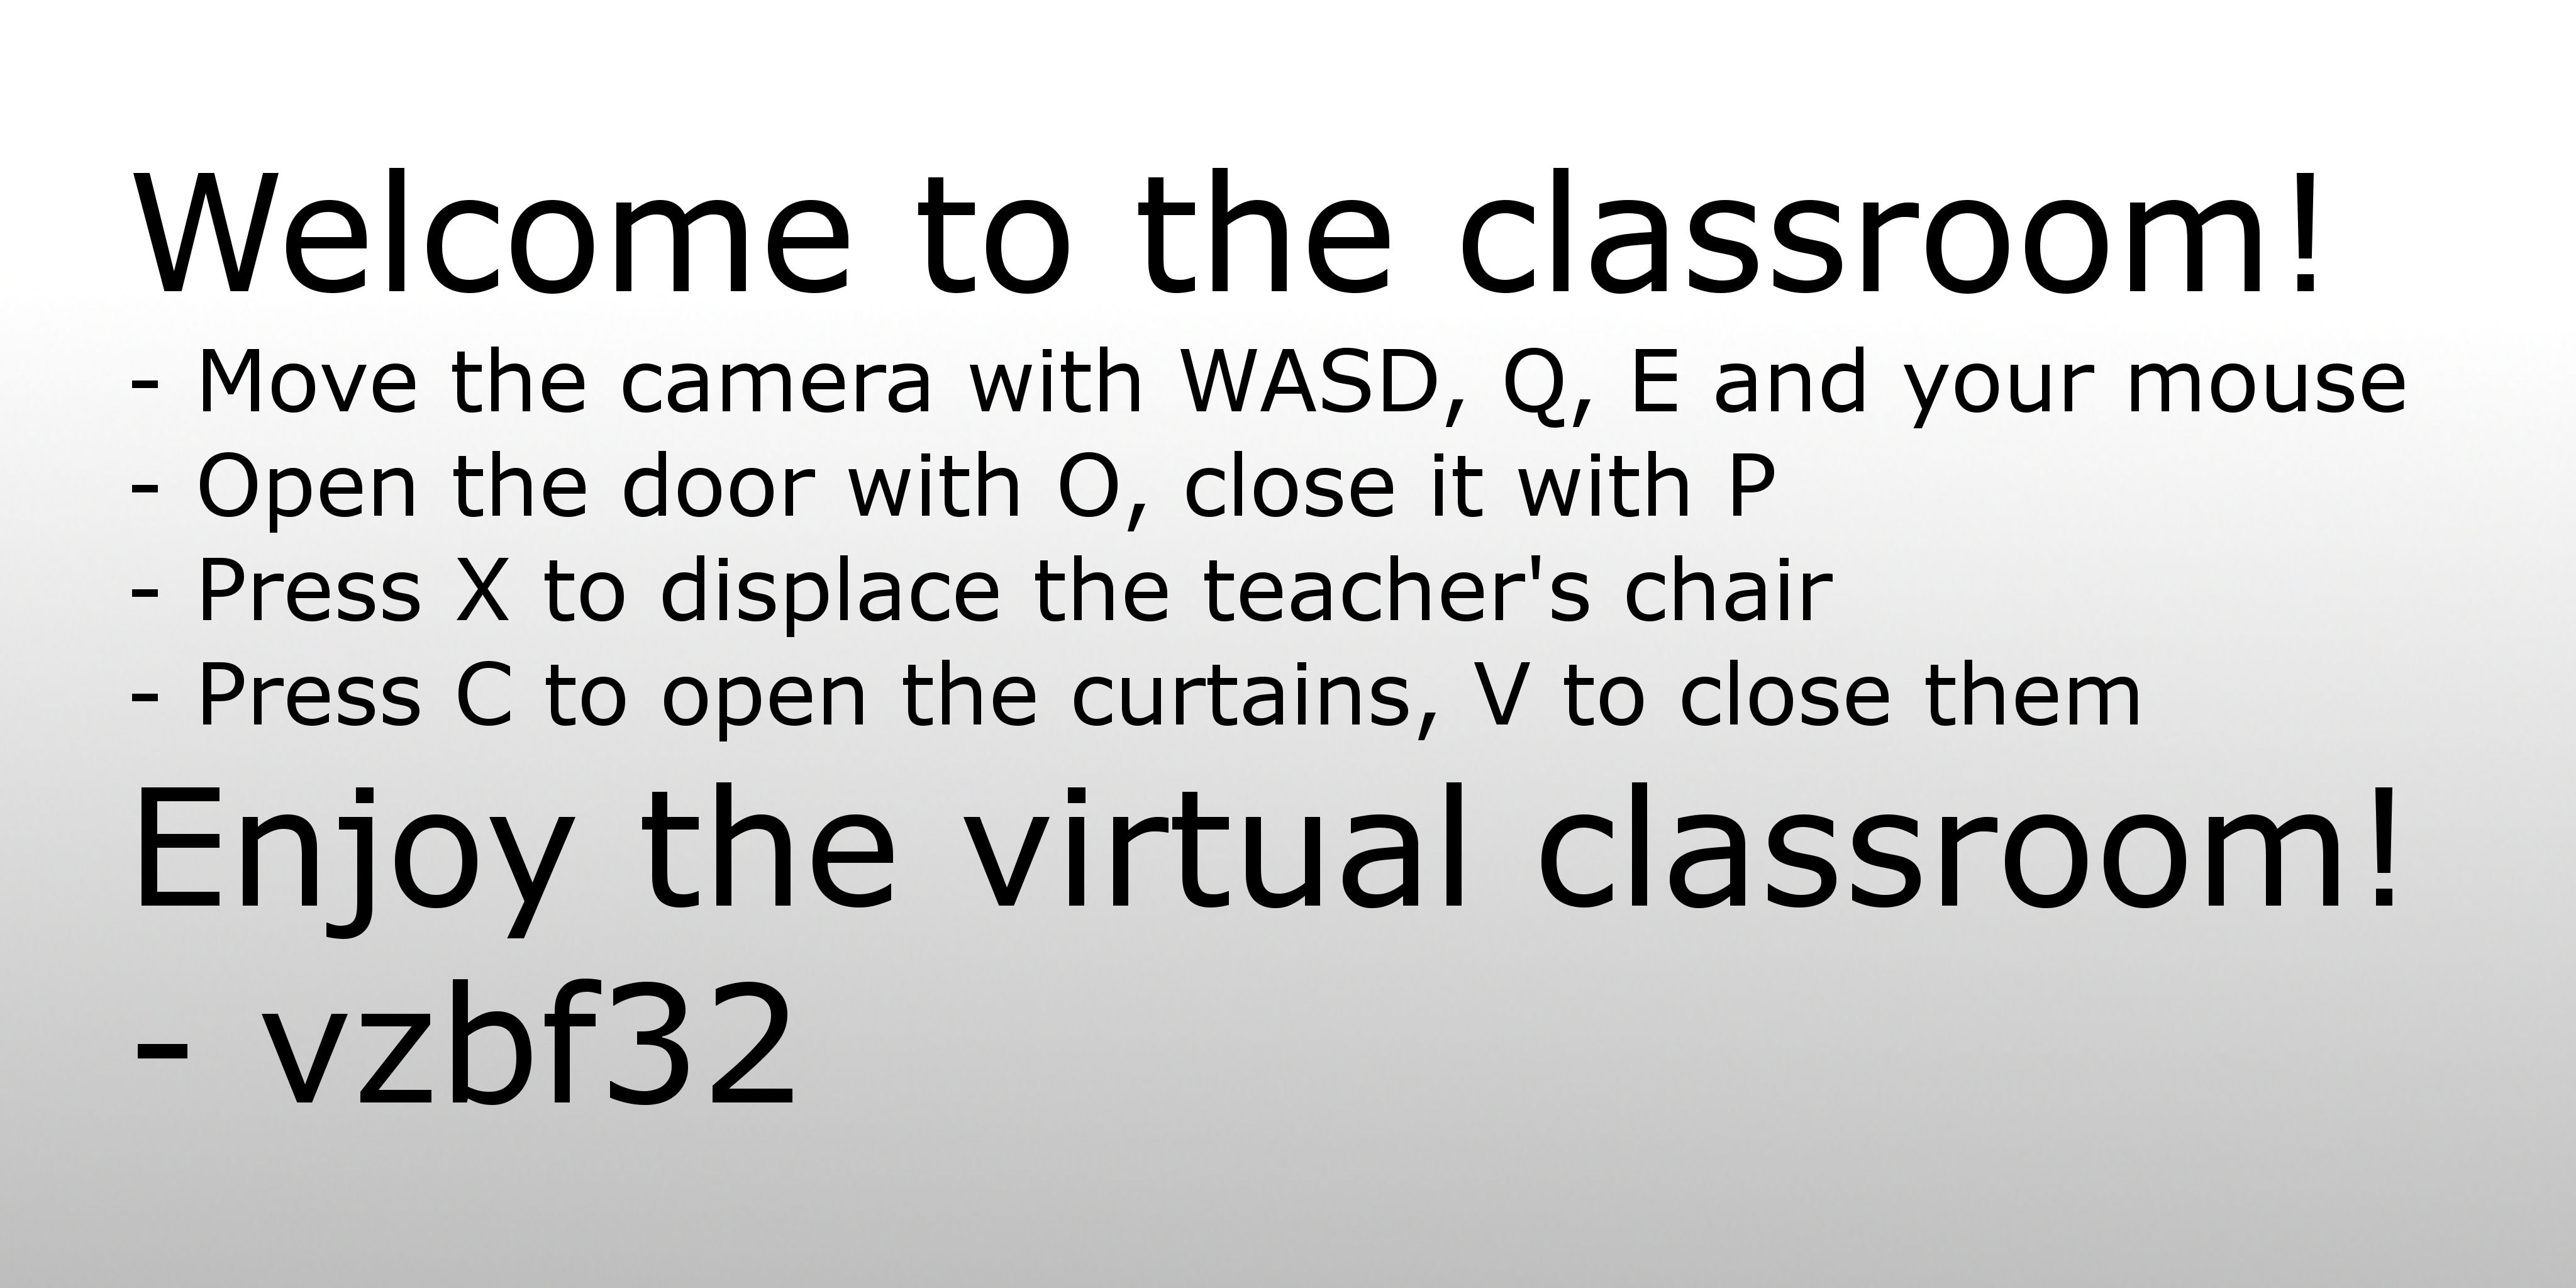 Welcome to the classroom!
- Move the camera with WASD, Q, E and your mouse
- Open the door with O, close it with P
- Press X to displace the teacher's chair
- Press C to open the curtains, V to close them
Enjoy the virtual classroom!
- vzbf32